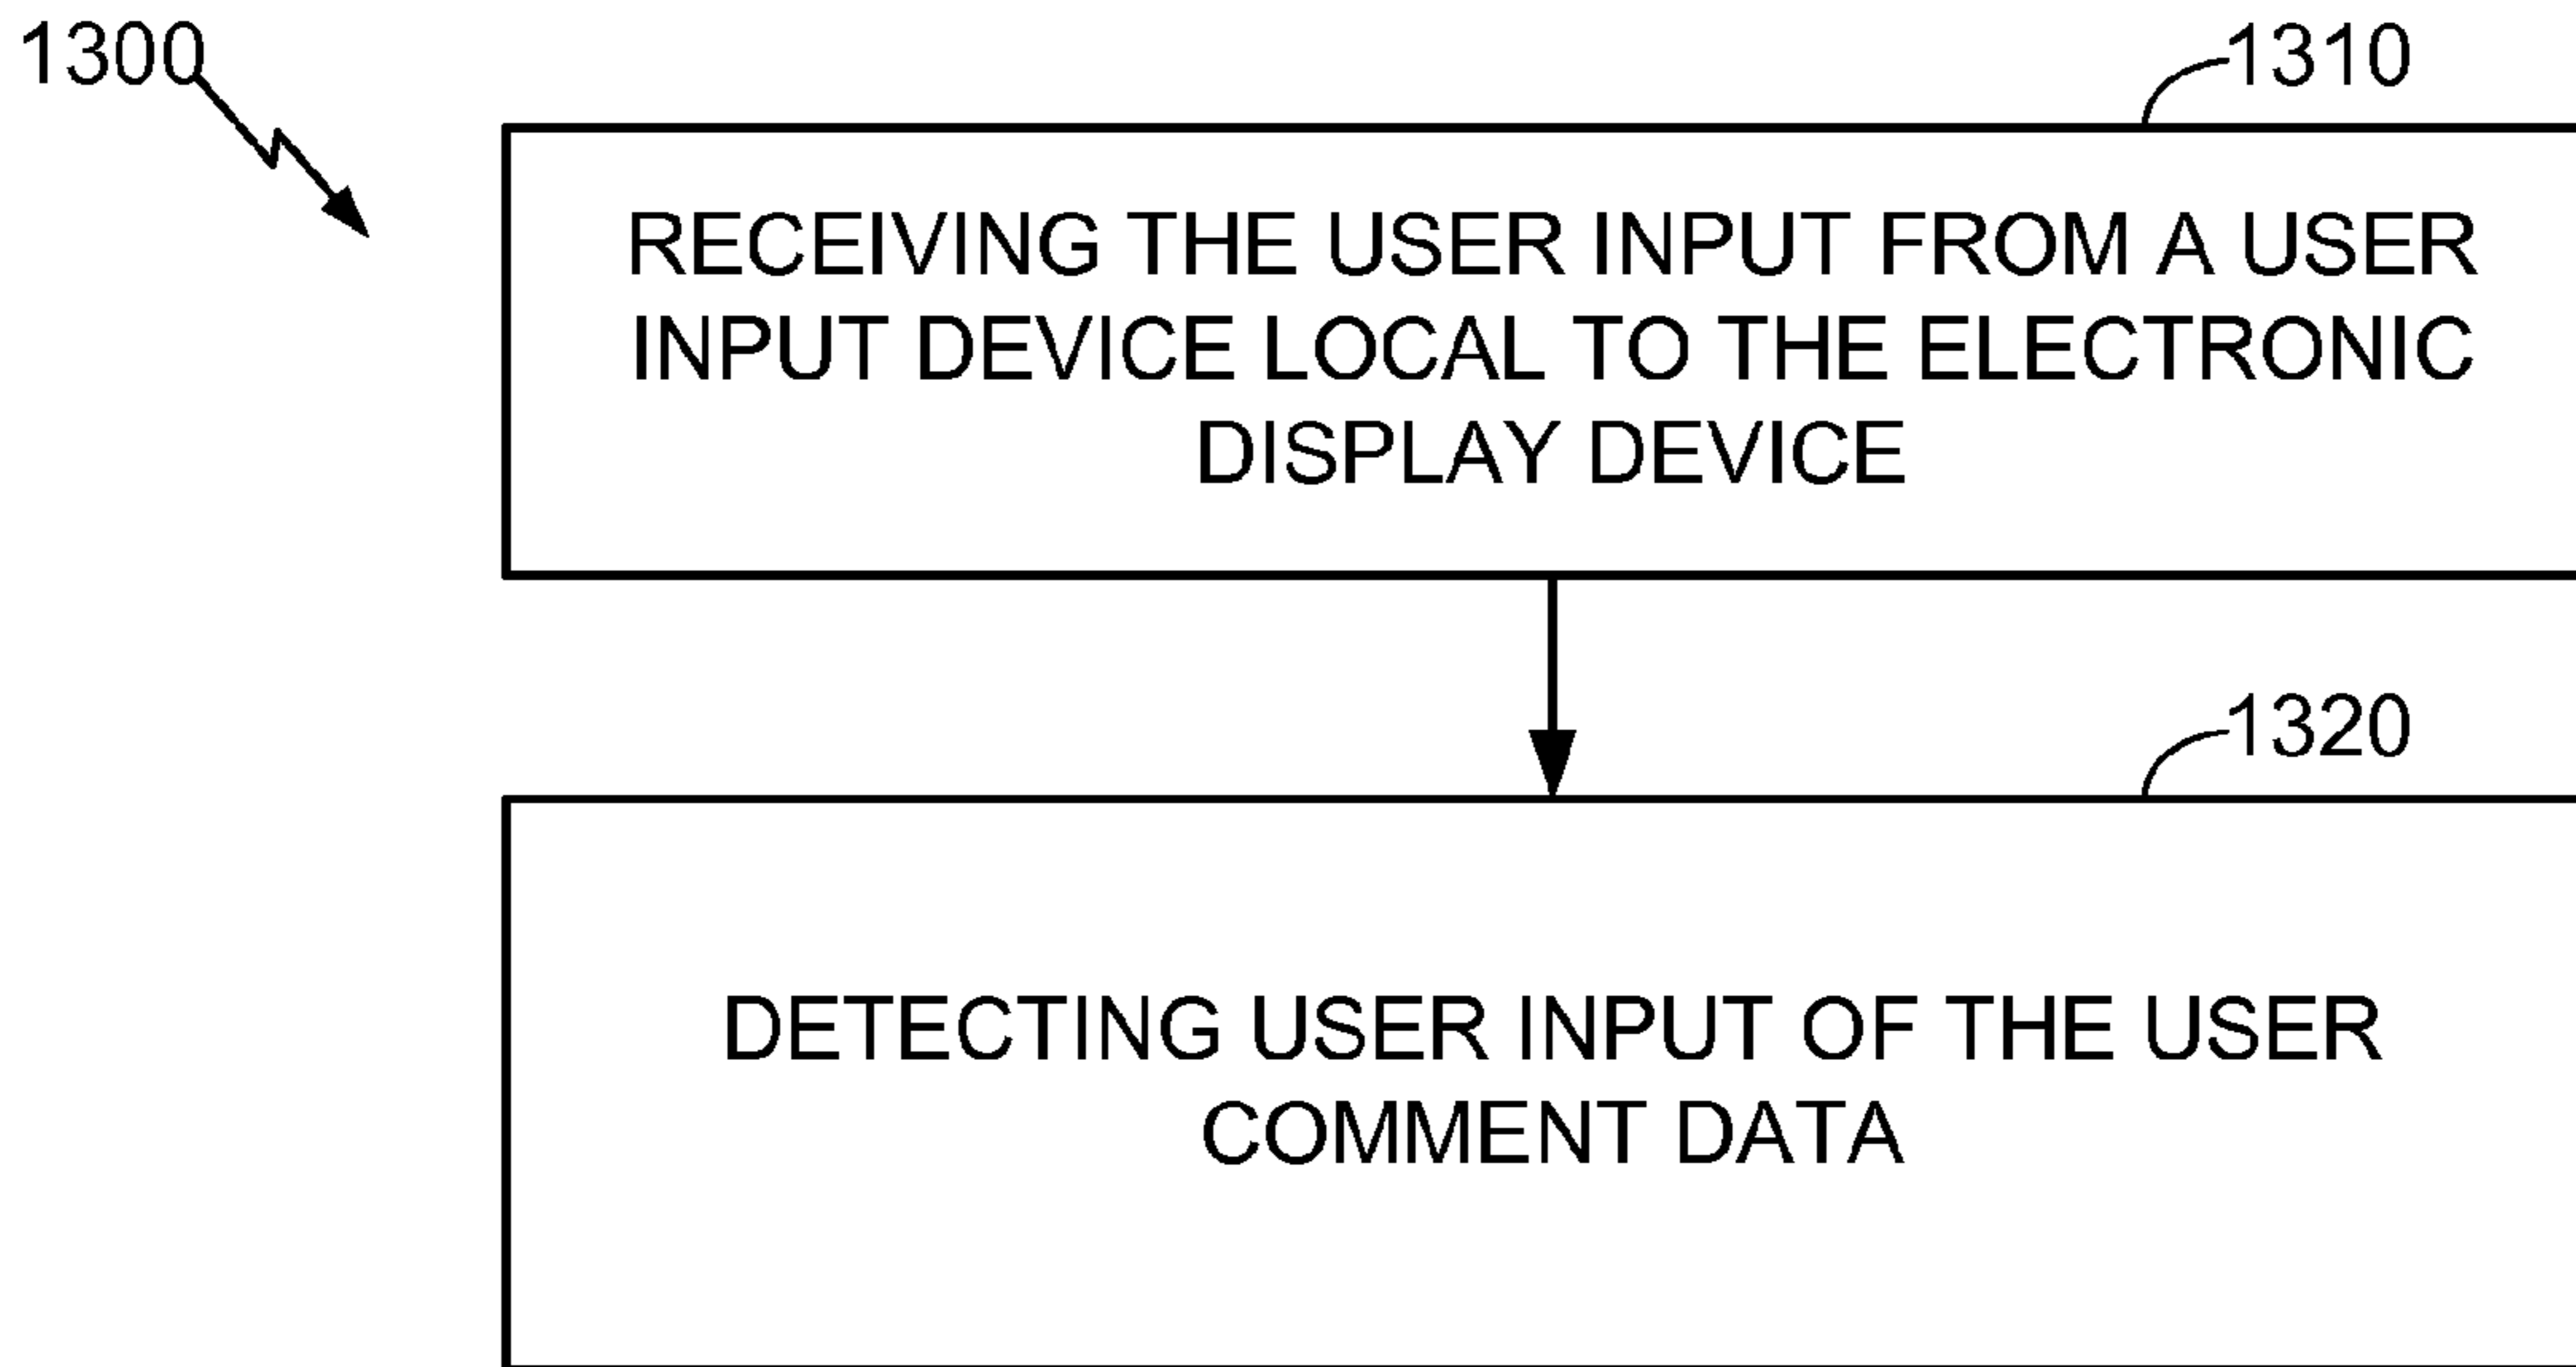 1300
1310
RECEIVING THE USER INPUT FROM A USER
INPUT DEVICE LOCAL TO THE ELECTRONIC
DISPLAY DEVICE
1320
DETECTING USER INPUT OF THE USER
COMMENT DATA